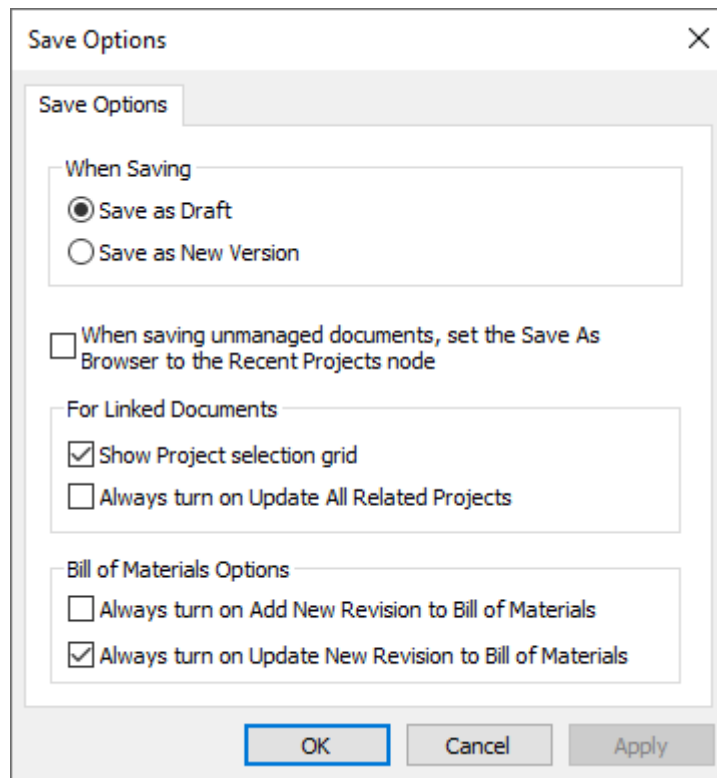 Save Options
Save Options
When Saving
Save as Draft
Save as New Version
When saving unmanaged documents, set the Save As
Browser to the Recent Projects node
For Linked Documents
Show Project selection grid
Always turn on Update All Related Projects
Bill of Materials Options
Always turn on Add New Revision to Bill of Materials
Always turn on Update New Revision to Bill of Materials
OK Cancel Apply